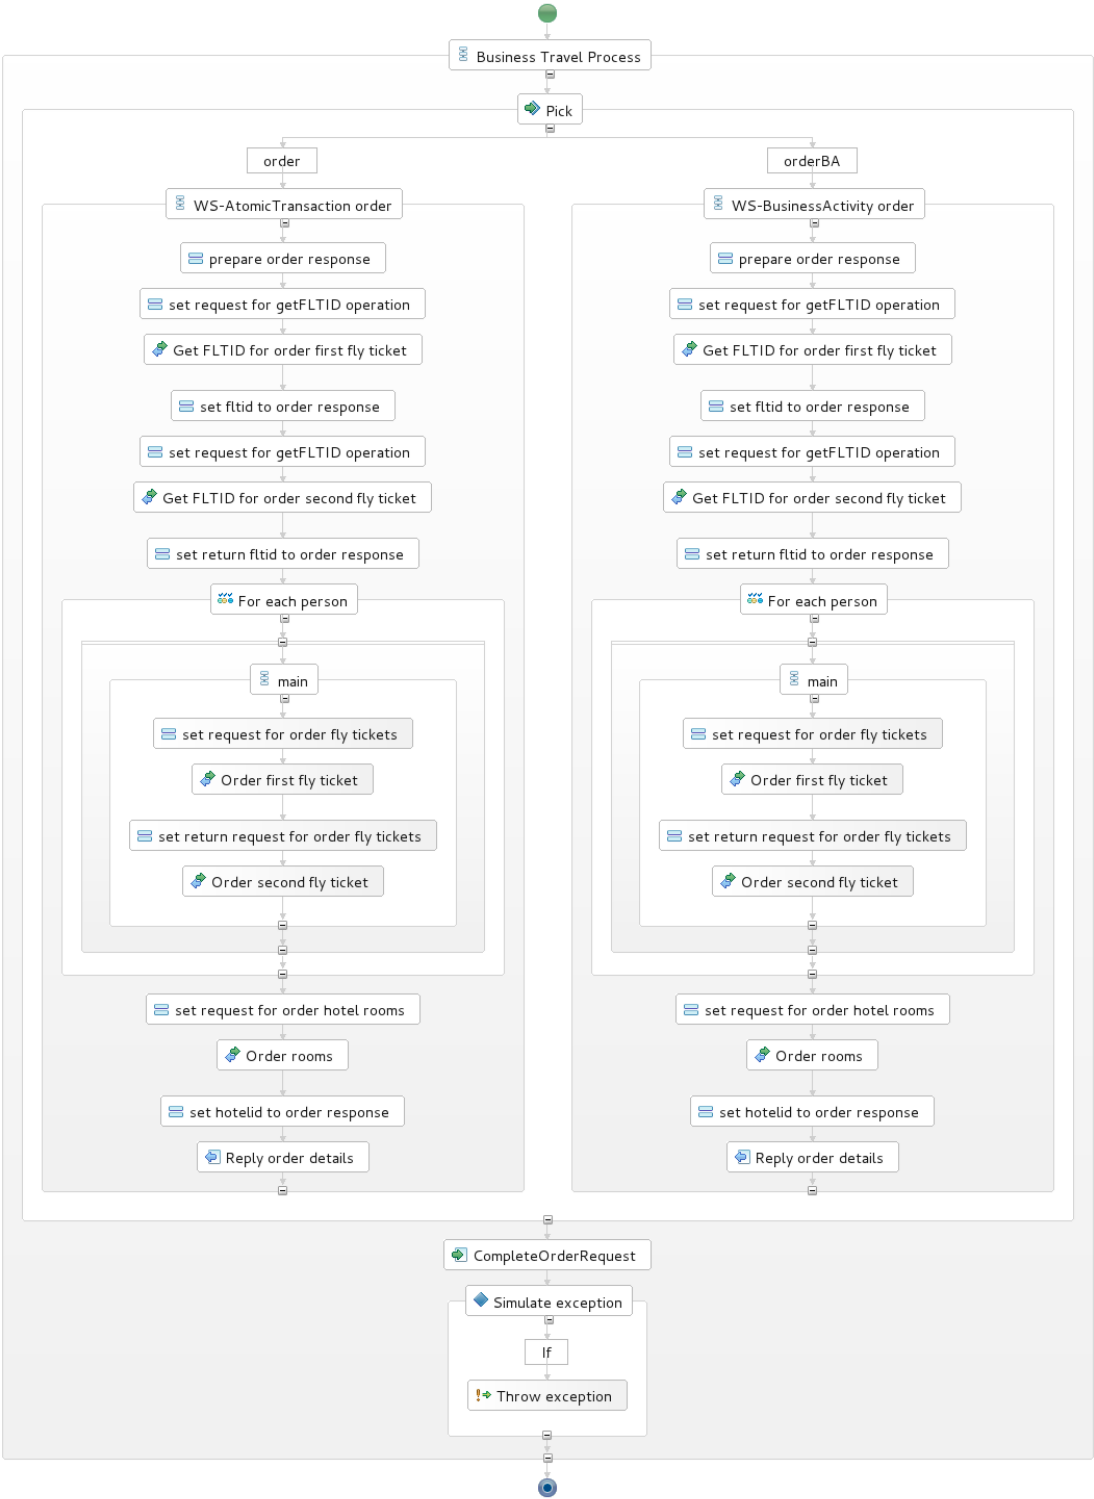 Business Travel Process
Pick
order
orderBA
WS-AtomicTransaction order
prepare order response
set request for getFLTID operation
Get FLTID for order first fly ticket
set fltid to order response
set request for getFLTID operation
Get FLTID for order second fly ticket
set return fltid to order response
For each person
main
set request for order fly tickets
Order first fly ticket
set return request for order fly tickets
Order second fly ticket
set request for order hotel rooms
Order rooms
set hotelid to order response
Reply order details
WS-BusinessActivity order
prepare order response
set request for getFLTID operation
Get FLTID for order first fly ticket
set fltid to order response
set request for getFLTID operation
Get FLTID for order second fly ticket
set return fltid to order response
For each person
main
set request for order fly tickets
Order first fly ticket
set return request for order fly tickets
Order second fly ticket
set request for order hotel rooms
Order rooms
set hotelid to order response
Reply order details
CompleteOrderRequest
Simulate exception
If
Throw exception